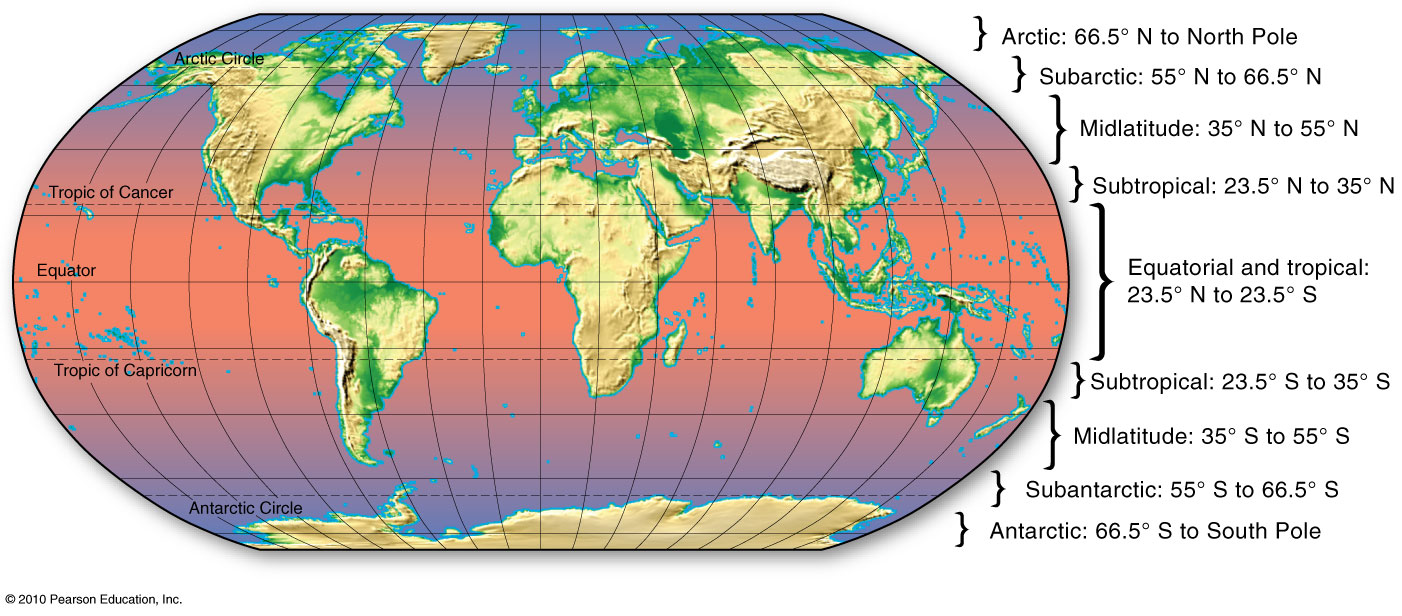 Arctic: 66.5° N to North Pole
Arctic Circle
Subarctic: 55° N to 66.5° N
Midlatitude: 35° N to 55° N
Subtropical: 23.5° N to 35° N
Tropic of Cancer
Equator
Equatorial and tropical:
23.5° N to 23.5° S
Tropic of Capricorn
Subtropical: 23.5° S to 35° S
Midlatitude: 35° S to 55° S
Subantarctic: 55° S to 66.5° S
Antarctic Circle
Antarctic: 66.5° S to South Pole
© 2010 Pearson Education, Inc.